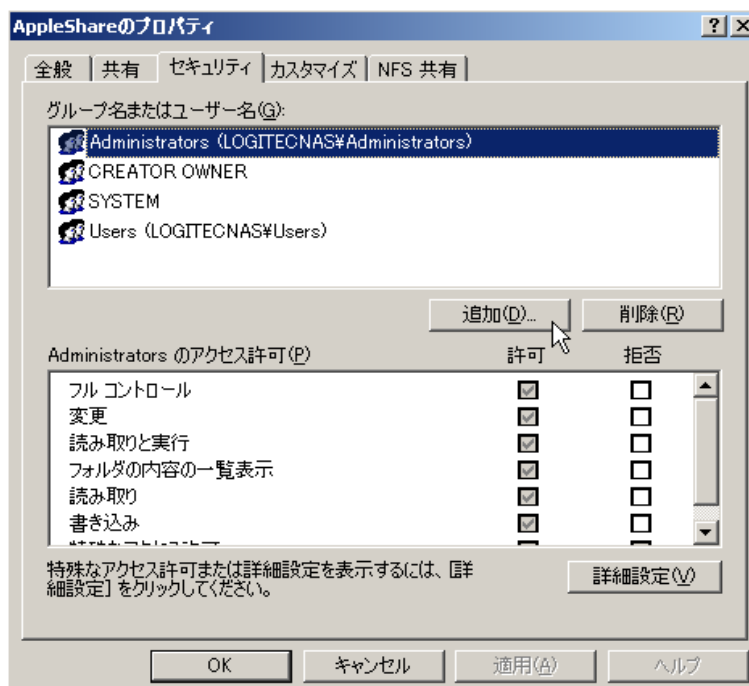 AppleShareのプロパティ
全般 共有 セキュリティ カスタマイズ NFS 共有
グループ名またはユーザー名(G):
Administrators (LOGITECNAS¥Administrators)
CREATOR OWNER
SYSTEM
Users (LOGITECNAS¥Users)
追加(D)... 削除(R)
Administrators のアクセス許可(P) 許可 拒否
フル コントロール
変更
読み取りと実行
フォルダの内容の一覧表示
読み取り
書き込み
特殊なアクセス許可または詳細設定を表示するには、[詳
細設定] をクリックしてください。
詳細設定(V)
OK キャンセル 適用(A) ヘルプ